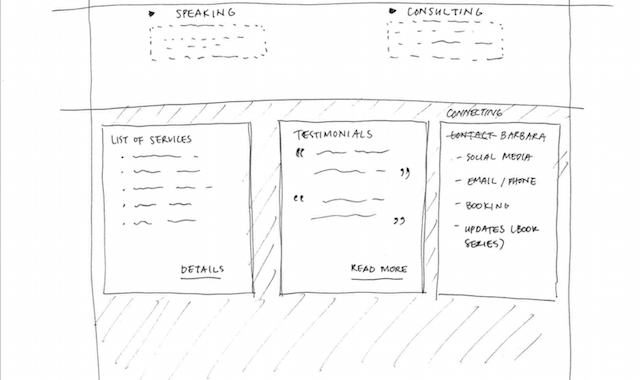 SPEAKING
CONSULTING
LIST OF SERVICES
DETAILS
TESTIMONIALS
“
”
“
”
READ MORE
CONNECTING
CONTACT BARBARA
- SOCIAL MEDIA
- EMAIL / PHONE
- BOOKING
- UPDATES (BOOK
SERIES)